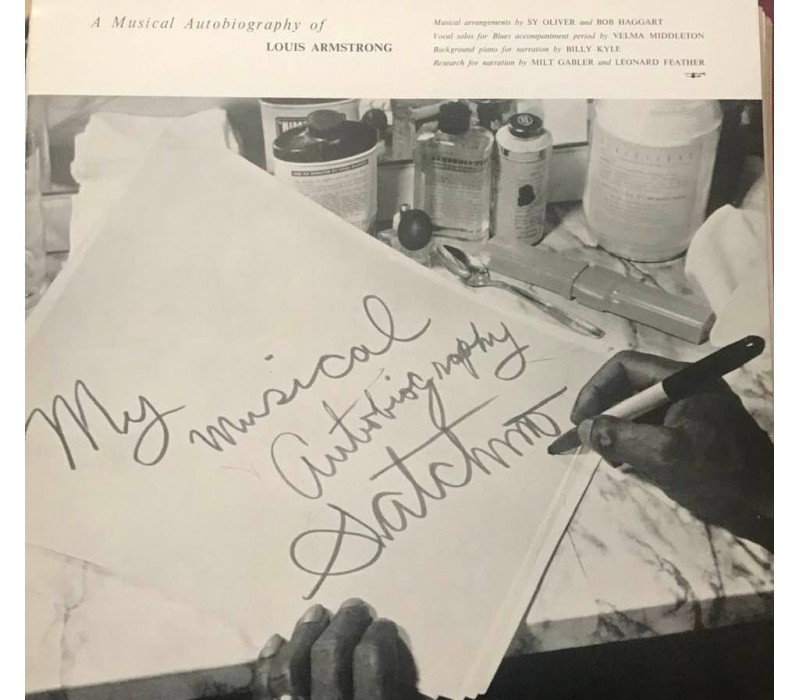 A Musical Autobiography of
LOUIS ARMSTRONG
Musical arrangements by SY OLIVER and BOB HAGGART
Vocal solos for Blues accompaniment period by VELMA MIDDLETON
Background piano for narration by BILLY KYLE
Research for narration by MILT GABLER and LEONARD FEATHER
My musical
Autobiography
Satchmo